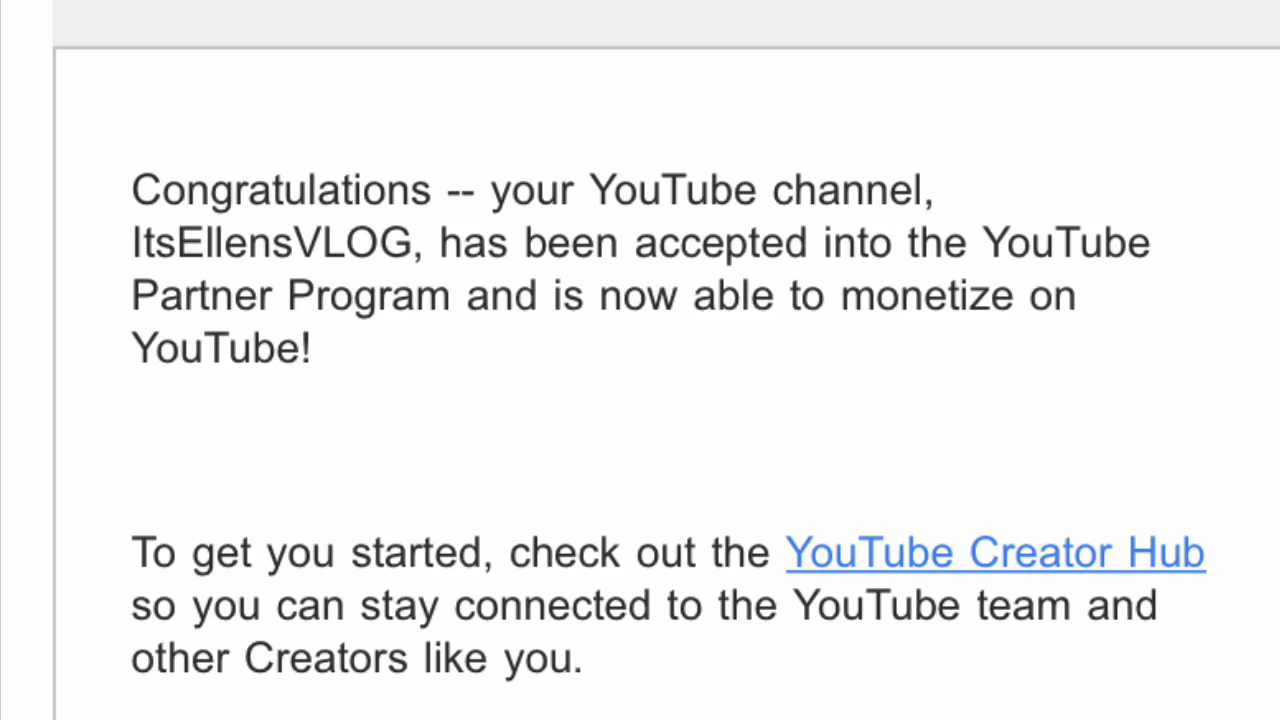 Congratulations -- your YouTube channel,
ItsEllensVLOG, has been accepted into the YouTube
Partner Program and is now able to monetize on
YouTube!
To get you started, check out the YouTube Creator Hub
so you can stay connected to the YouTube team and
other Creators like you.